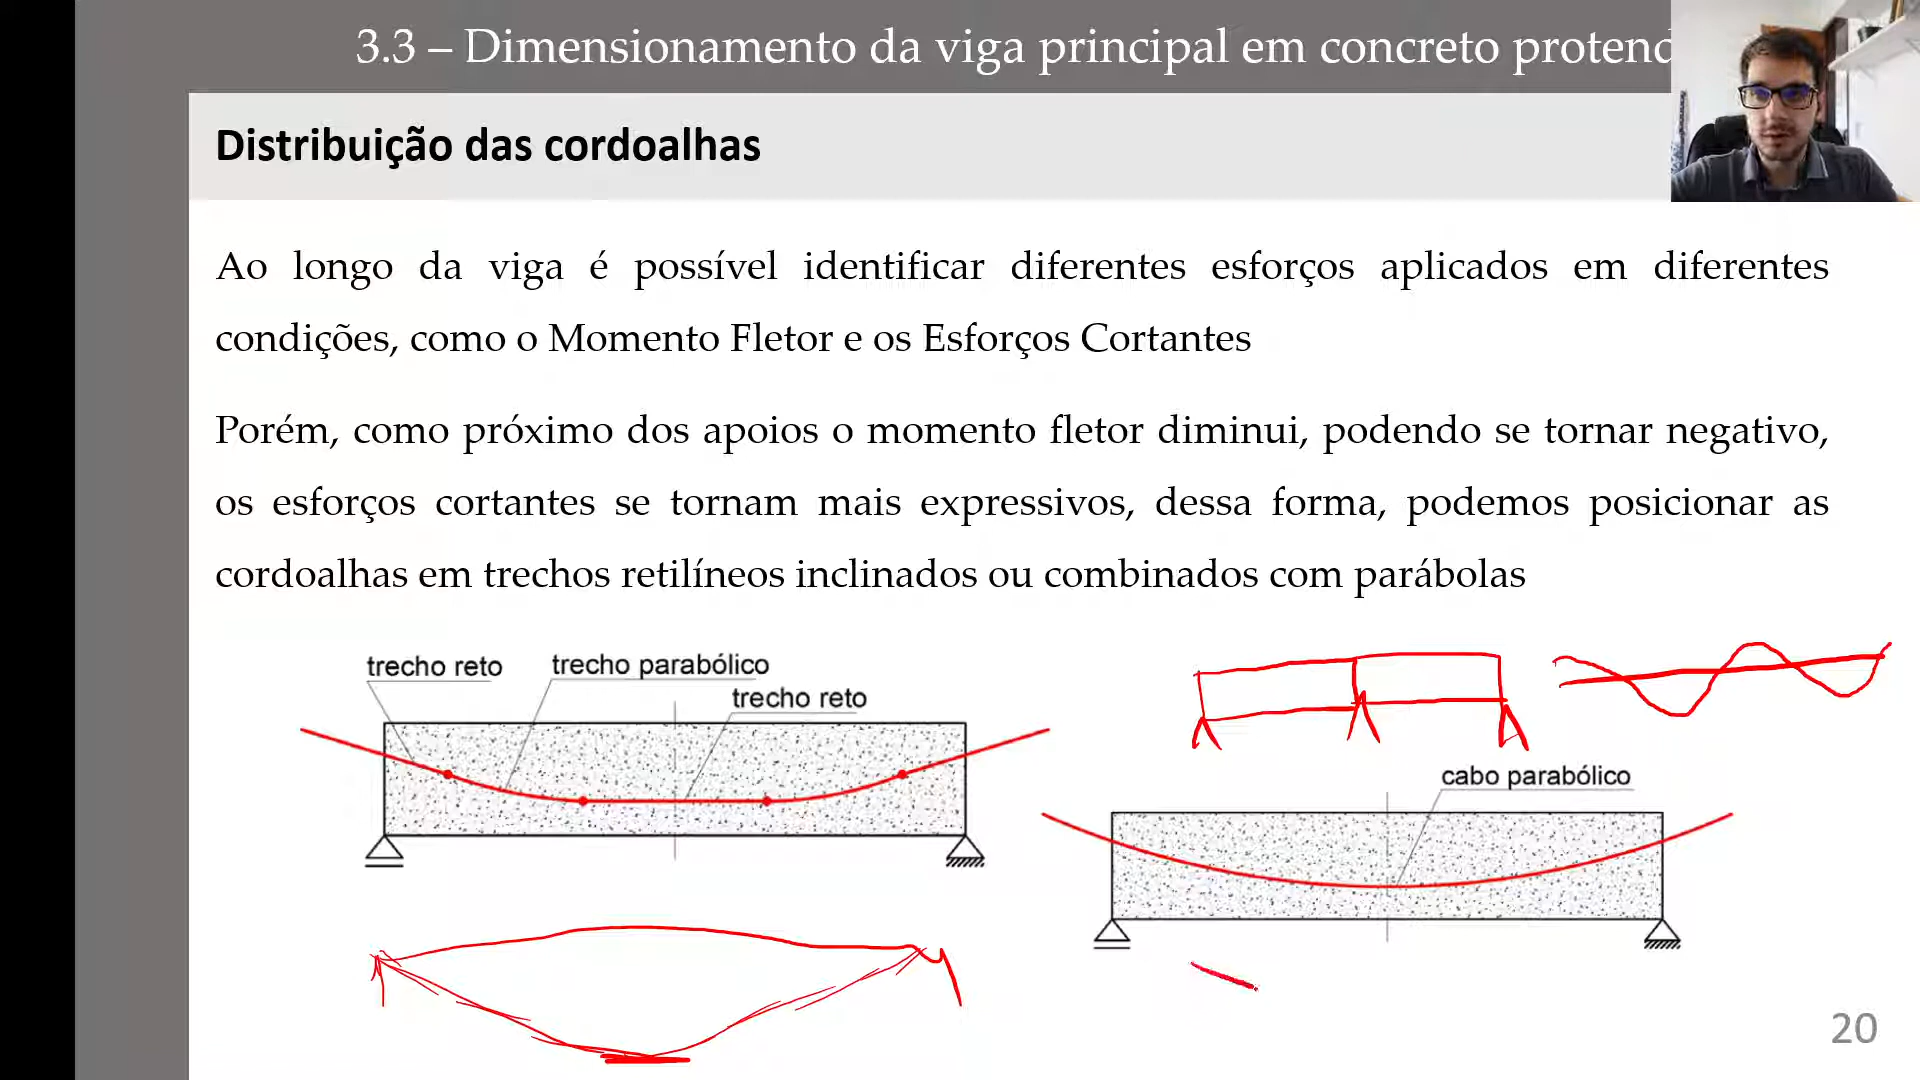 3.3 – Dimensionamento da viga principal em concreto protend
Distribuição das cordoalhas
Ao longo da viga é possível identificar diferentes esforços aplicados em diferentes
condições, como o Momento Fletor e os Esforços Cortantes
Porém, como próximo dos apoios o momento fletor diminui, podendo se tornar negativo,
os esforços cortantes se tornam mais expressivos, dessa forma, podemos posicionar as
cordoalhas em trechos retilíneos inclinados ou combinados com parábolas
trecho reto
trecho parabólico
trecho reto
cabo parabólico
20